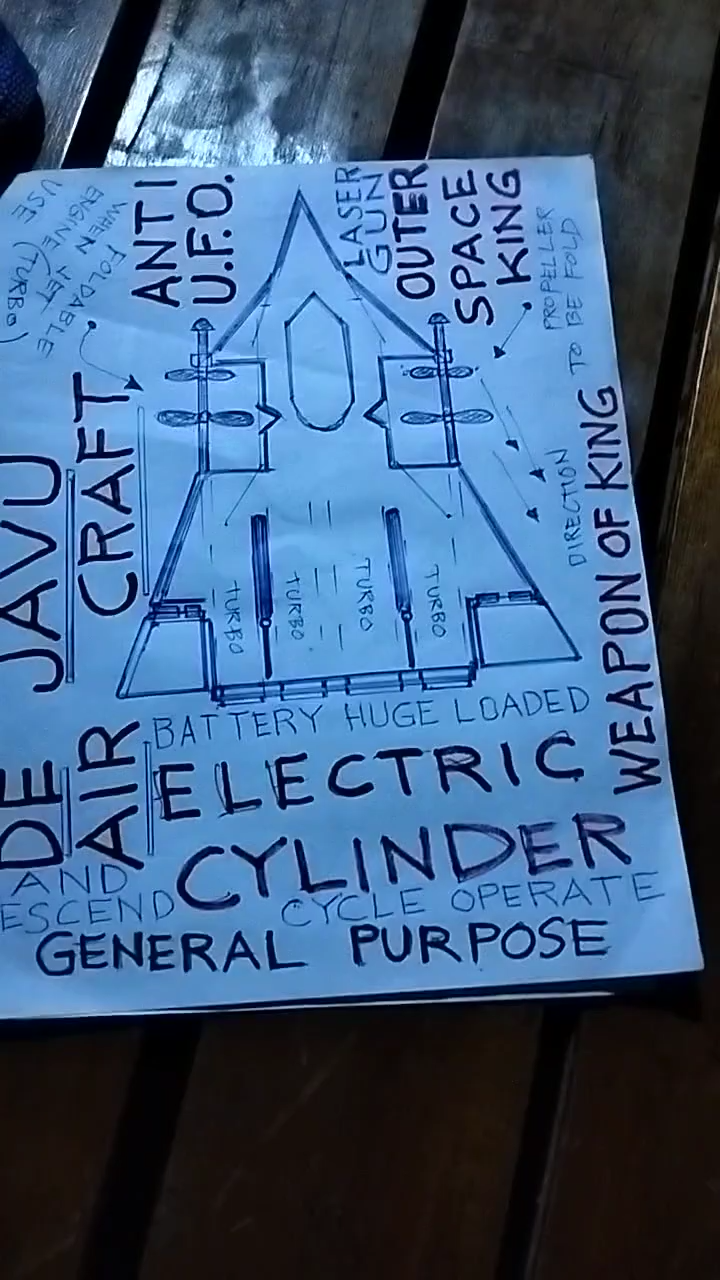 ANTI
U.F.O.
LASER
GUN
OUTER
SPACE
KING
PROPELLER
TO BE FOLD
FOLDABLE
WHEN JET
ENGINE (TURBO)
USE
DIRECTION
WEAPON OF KING
DE JAVU
AIR CRAFT
TURBO
TURBO
TURBO
TURBO
BATTERY HUGE LOADED
ELECTRIC
CYLINDER
AND
CYCLE OPERATE
GENERAL PURPOSE